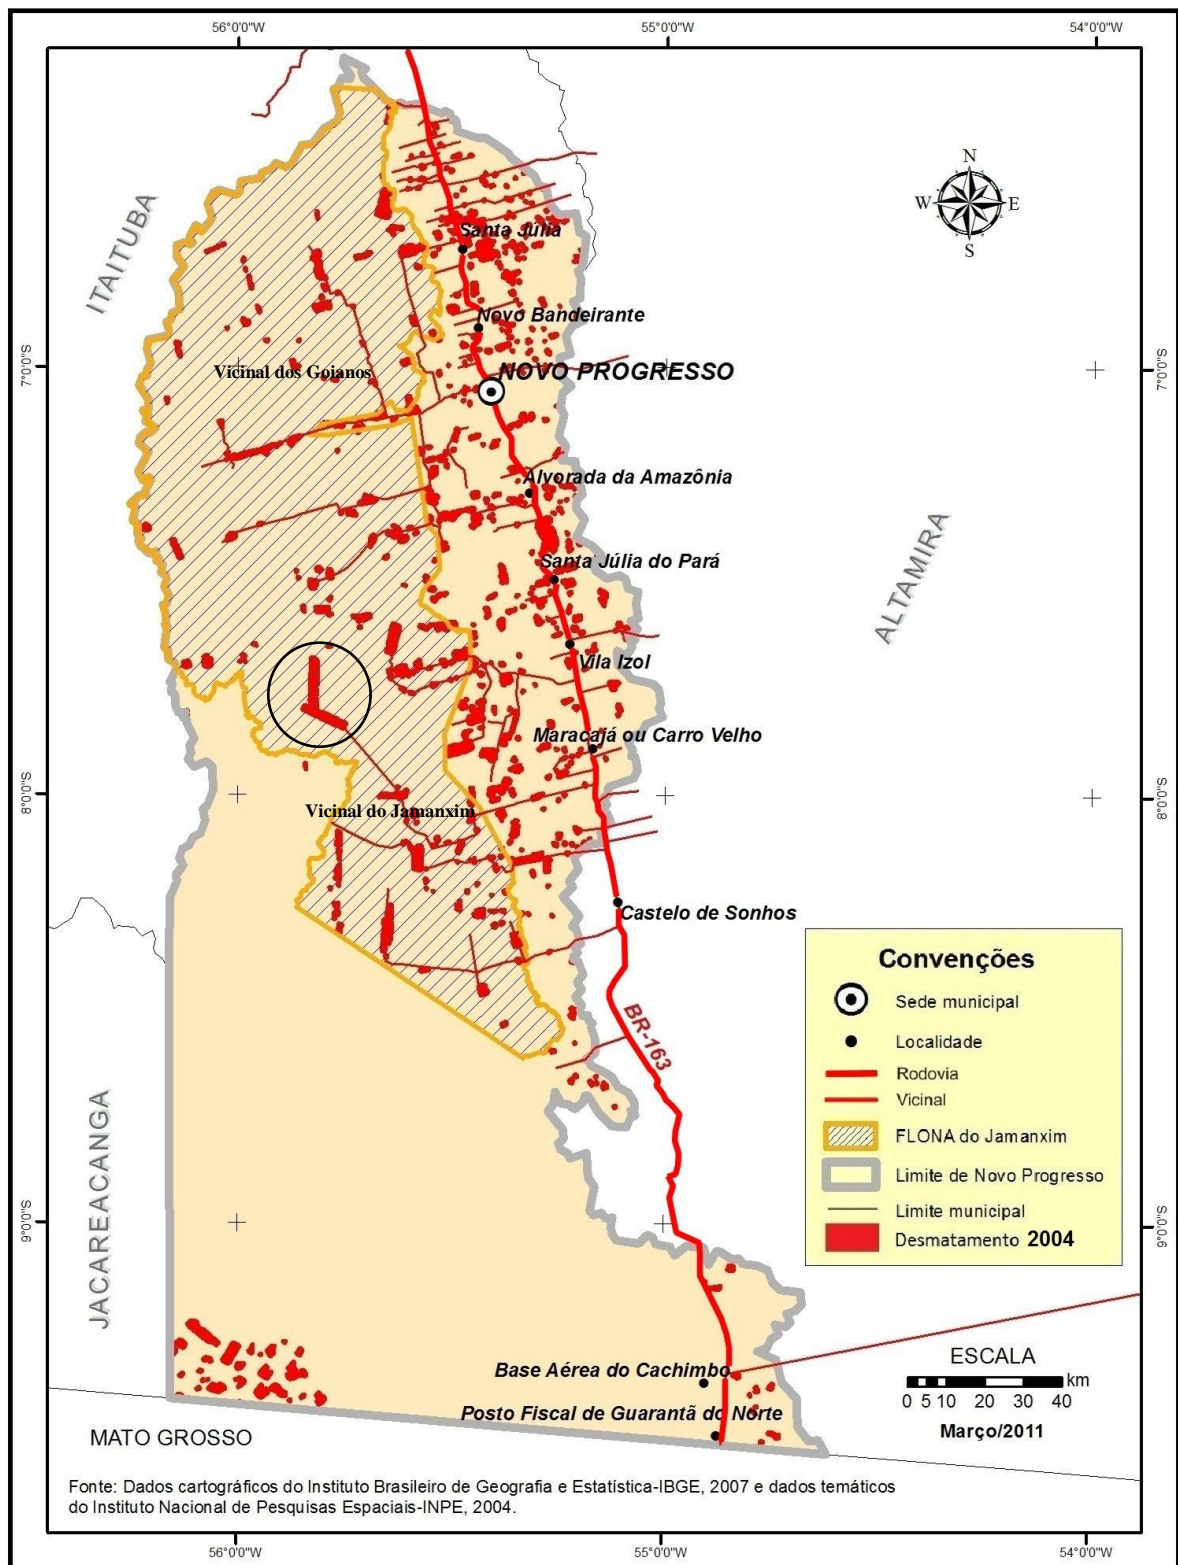 56°0'0"W
55°0'0"W
54°0'0"W
N
W
E
S
ITAITUBA
Santa Júlia
Novo Bandeirante
7°0'0"S
7°0'0"S
Vicinal dos Goianos
NOVO PROGRESSO
Alvorada da Amazônia
ALTAMIRA
Santa Júlia do Pará
Vila Izol
Maracajá ou Carro Velho
8°0'0"S
8°0'0"S
Vicinal do Jamanxim
Castelo de Sonhos
BR-163
Convenções
Sede municipal
Localidade
Rodovia
Vicinal
FLONA do Jamanxim
Limite de Novo Progresso
Limite municipal
Desmatamento 2004
JACAREACANGA
9°0'0"S
9°0'0"S
Base Aérea do Cachimbo
Posto Fiscal de Guarantã do Norte
ESCALA
km
0 5 10 20 30 40
Março/2011
MATO GROSSO
Fonte: Dados cartográficos do Instituto Brasileiro de Geografia e Estatística-IBGE, 2007 e dados temáticos
do Instituto Nacional de Pesquisas Espaciais-INPE, 2004.
56°0'0"W
55°0'0"W
54°0'0"W